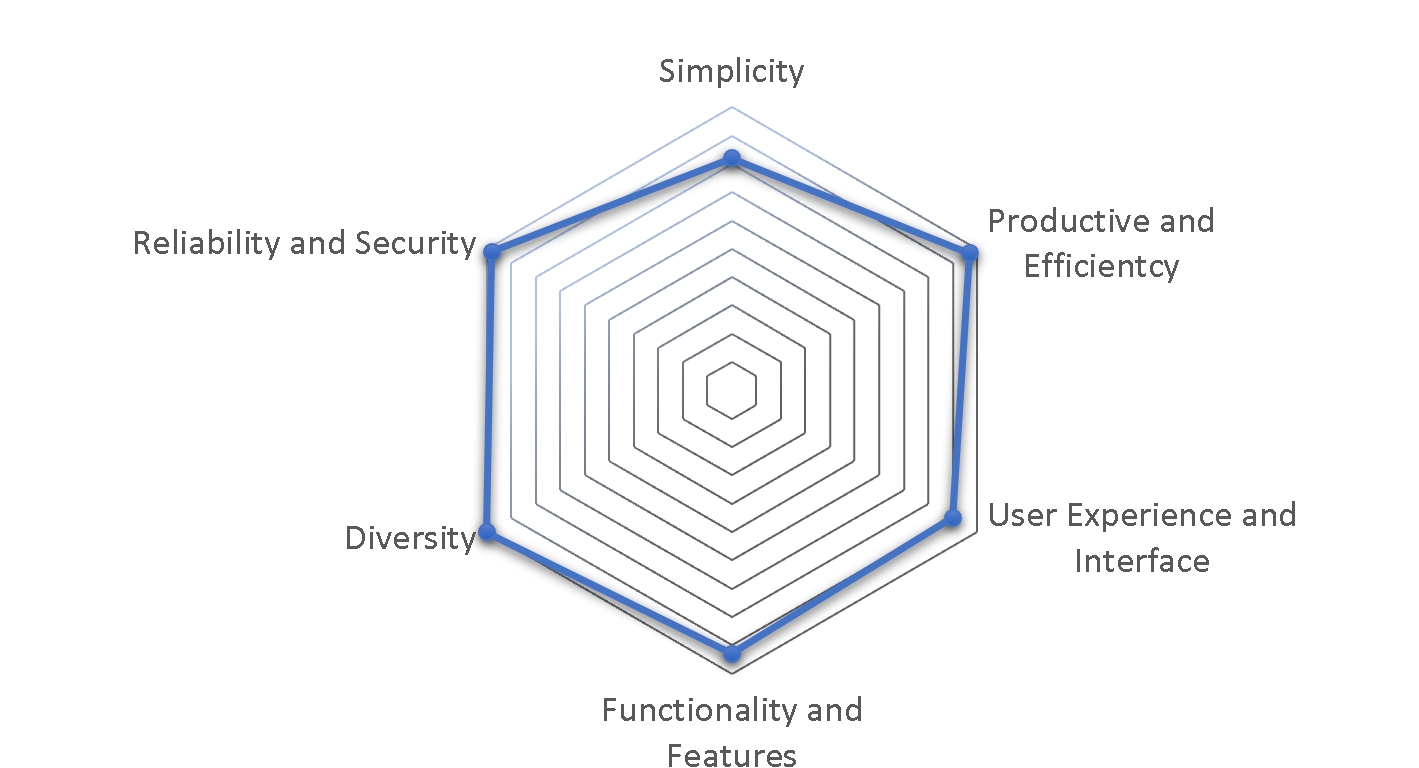 Simplicity
Productive and
Efficientcy
User Experience and
Interface
Functionality and
Features
Diversity
Reliability and Security